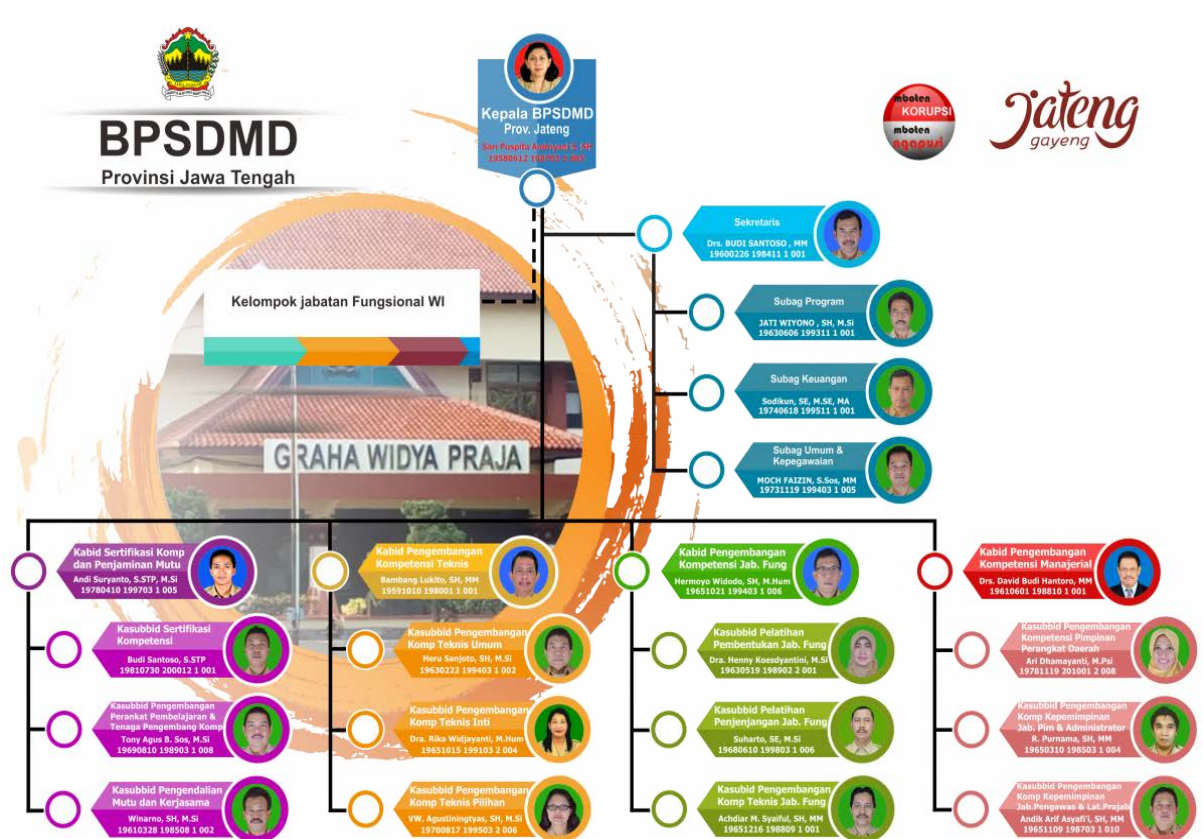 BPSDMD
Provinsi Jawa Tengah
Kepala BPSDMD
Prov. Jateng
Sari Puspita
SH
mboten
KORUPSI
mboten
ngapusi
Jateng
gayeng
Sekretaris
Drs. BUDI SANTOSO , MM
19600226 198411 1 001
Kelompok jabatan Fungsional WI
Subag Program
JATI WIYONO , SH, M.Si
19630606 199311 1 001
Subag Keuangan
Sodikun, SE, M.SE, MA
19740618 199511 1 001
GRAHA WIDYA PRAJA
Subag Umum &
Kepegawaian
MOCH FAIZIN, S.Sos, MM
19731119 199403 1 005
Kabid Sertifikasi Komp
dan Penjaminan Mutu
Andi Suryanto, S.STP, M.Si
19780410 199703 1 005
Kabid Pengembangan
Kompetensi Teknis
Bambang Lukito, SH, MM
19591010 198001 1 001
Kabid Pengembangan
Kompetensi Jab. Fung
Hermoyo Widodo, SH, M.Hum
19651021 199403 1 006
Kabid Pengembangan
Kompetensi Manajerial
Drs. David Budi Hantoro, MM
19610601 198810 1 001
Kasubbid Sertifikasi
Kompetensi
Budi Santoso, S.STP
19810730 200012 1 001
Kasubbid Pengembangan
Komp Teknis Umum
Heru Sanjoto, SH, M.Si
19630222 199403 1 002
Kasubbid Pelatihan
Pembentukan Jab. Fung
Dra. Henny Koesdyantini, M.Si
19630519 198902 2 001
Kasubbid Pengembangan
Kompetensi Pimpinan
Perangkat Daerah
Ari Dhamayanti, M.Psi
19781119 201001 2 008
Kasubbid Pengembangan
Perankat Pembelajaran &
Tenaga Pengembang Komp
Tony Agus B. Sos, M.Si
19690810 198903 1 008
Kasubbid Pengembangan
Komp Teknis Inti
Dra. Rika Widjayanti, M.Hum
19651015 199103 2 004
Kasubbid Pelatihan
Penjenjangan Jab. Fung
Suharto, SE, M.Si
19680610 199803 1 006
Kasubbid Pengembangan
Komp Kepemimpinan
Jab. Pim & Administrator
R. Purnama, SH, MM
19650310 198503 1 004
Kasubbid Pengendalian
Mutu dan Kerjasama
Winarno, SH, M.Si
19610328 198508 1 002
Kasubbid Pengembangan
Komp Teknis Pilihan
VW. Agustiningtyas, SH, M.Si
19700817 199503 2 006
Kasubid Pengembangan
Komp Teknis Jab. Fung
Achdiar M. Syaiful, SH, MM
19651216 198809 1 001
Kasubbid Pengembangan
Komp Kepemimpinan
Jab.Pengawas & Lat.Prajab
Andik Arif Asyafi'i, SH, MM
19651109 198703 1 010